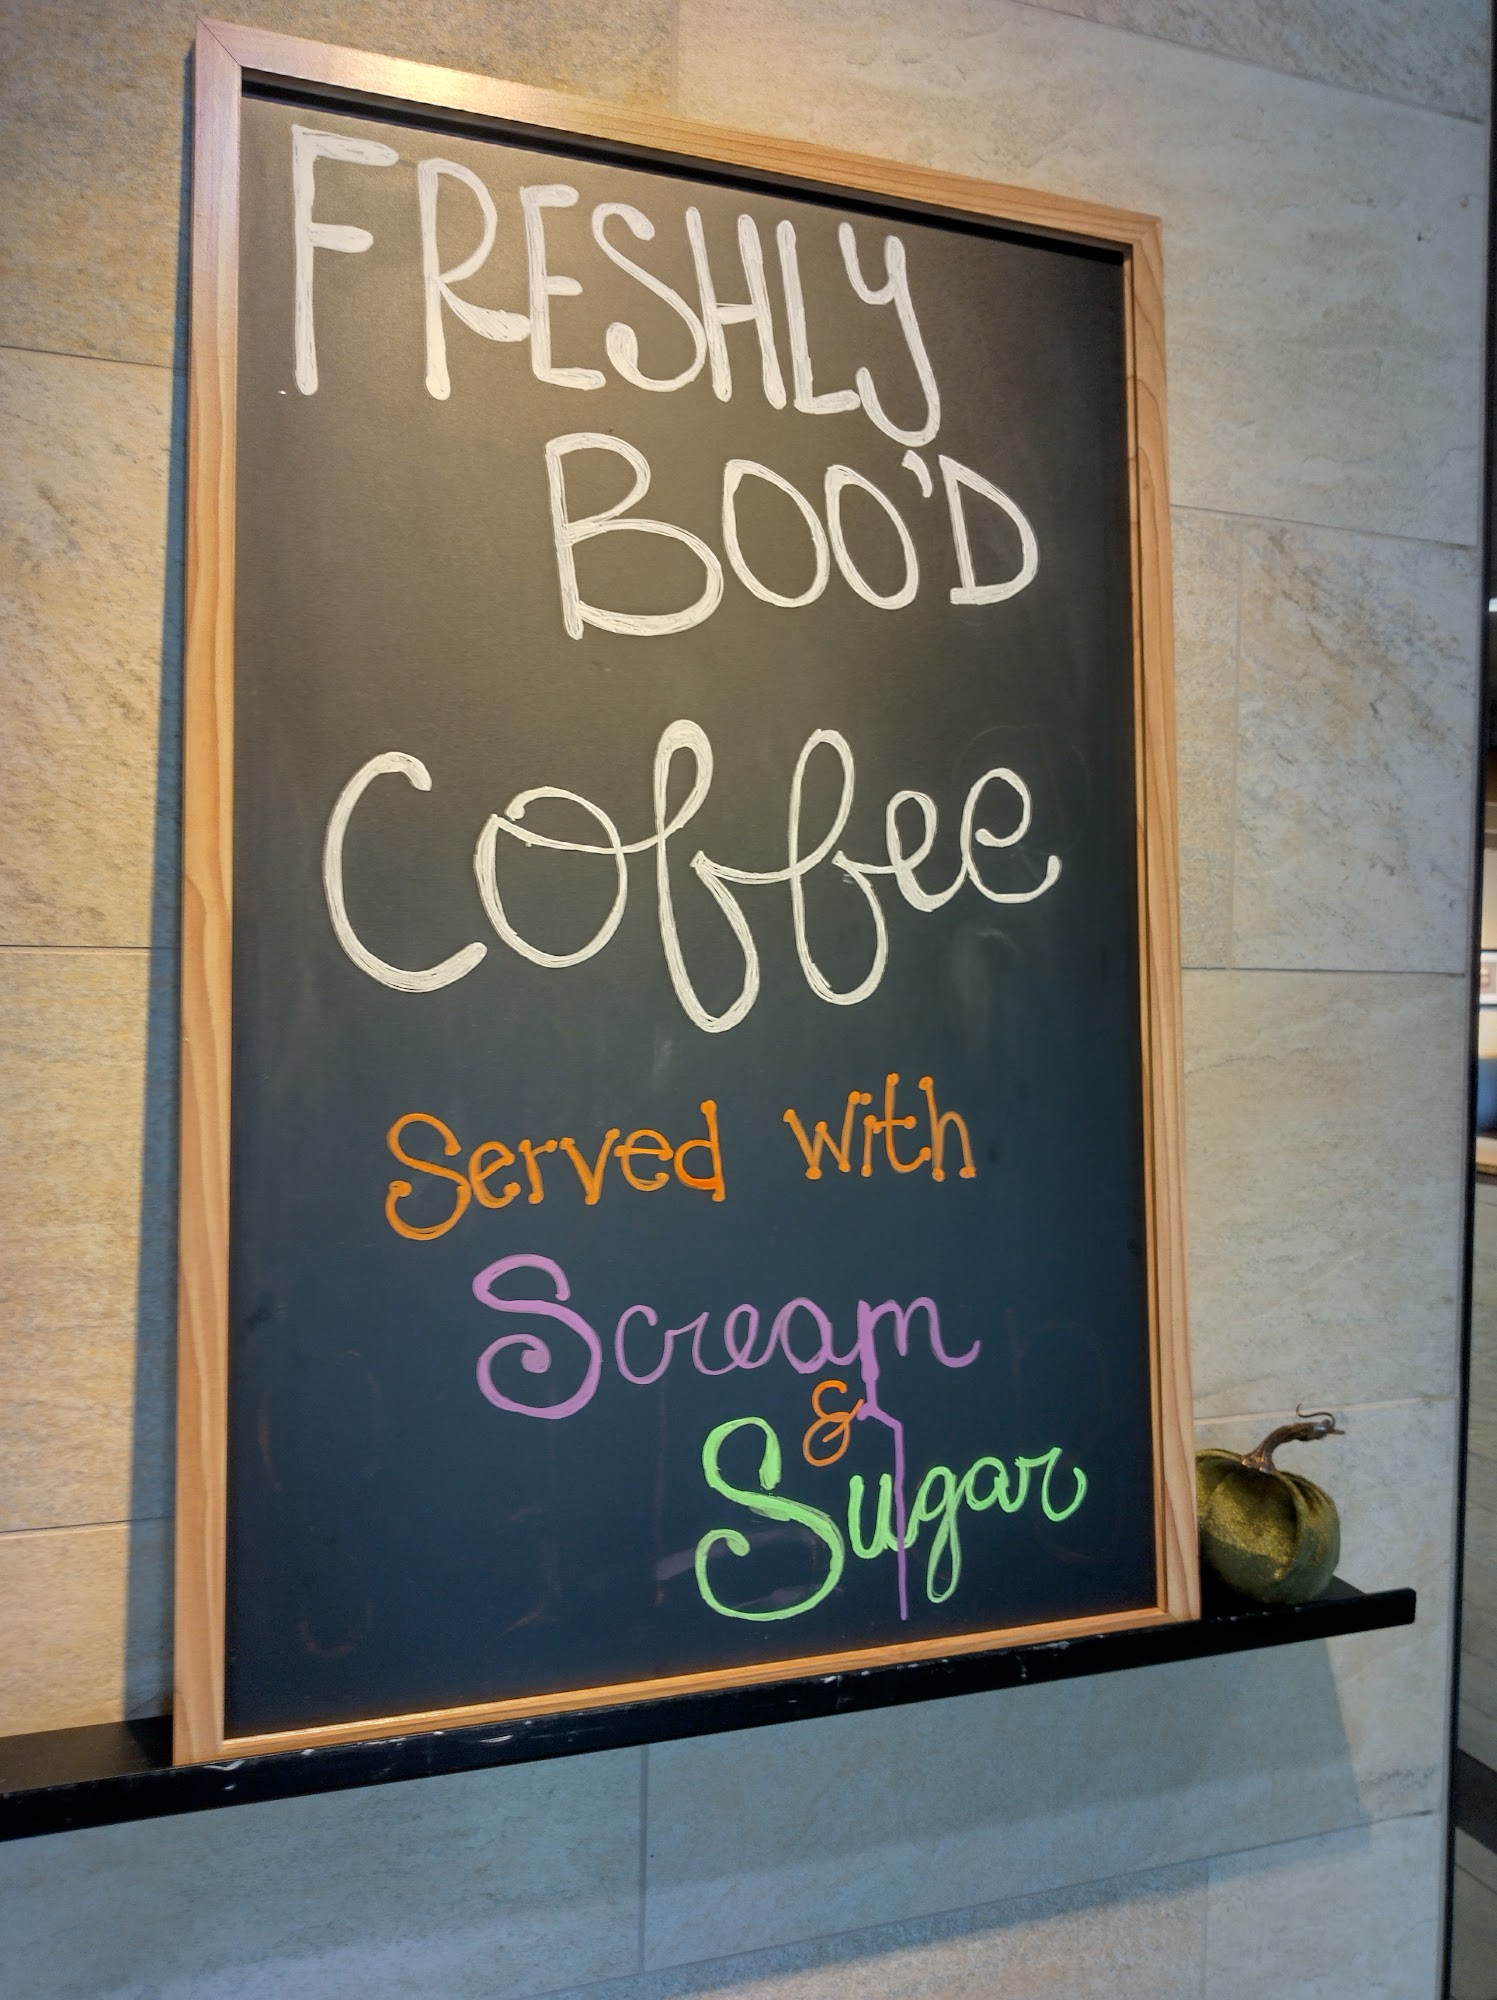 FRESHLY
BOO'D
Coffee
Served with
Scream
&
Sugar